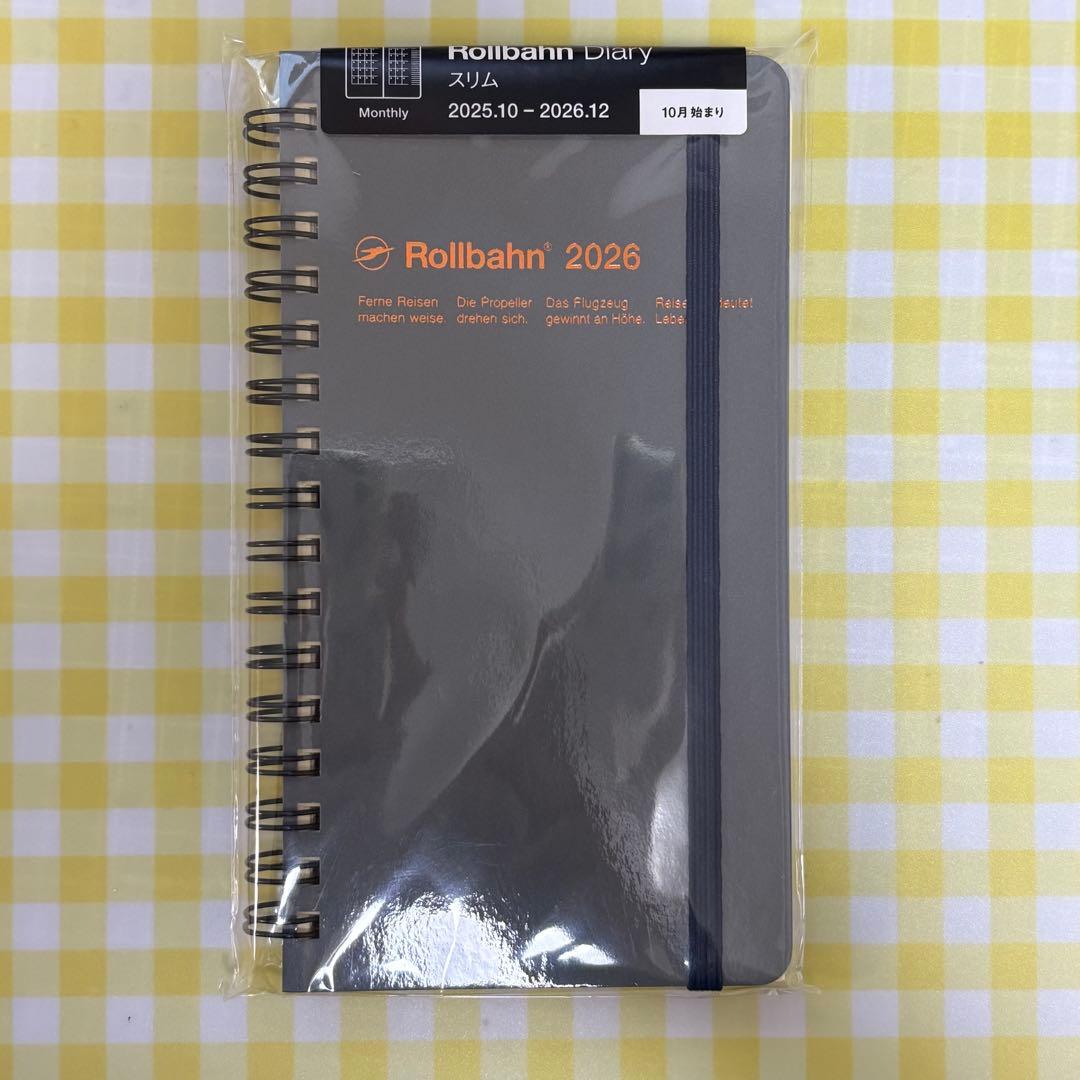 Rollbahn Diary
スリム
Monthly
2025.10 – 2026.12
10月始まり
Rollbahn® 2026
Ferne Reisen
machen weise.
Die Propeller
drehen sich.
Das Flugzeug
gewinnt an Höhe.